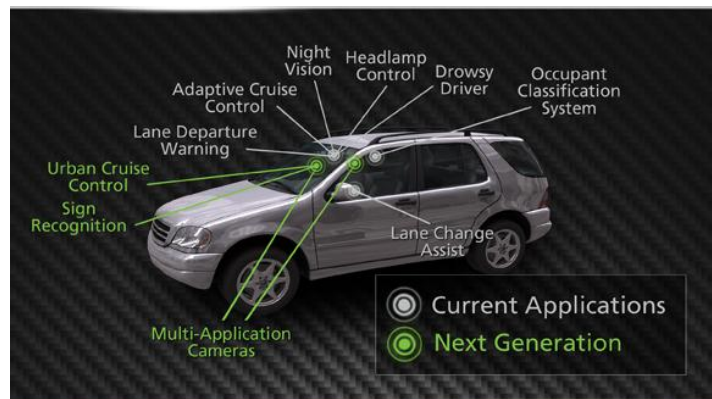 Night
Vision
Headlamp
Control
Drowsy
Driver
Occupant
Classification
System
Adaptive Cruise
Control
Lane Departure
Warning
Urban Cruise
Control
Sign
Recognition
Lane Change
Assist
Multi-Application
Cameras
Current Applications
Next Generation